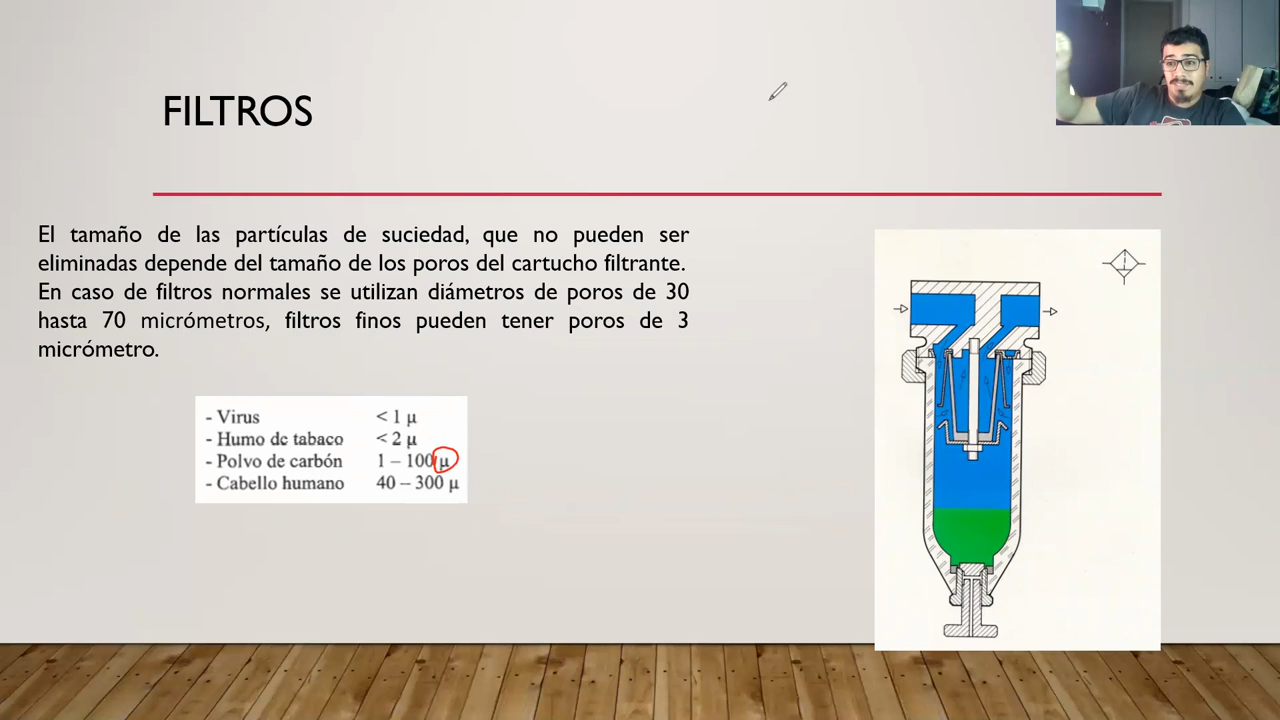 FILTROS
El tamaño de las partículas de suciedad, que no pueden ser
eliminadas depende del tamaño de los poros del cartucho filtrante.
En caso de filtros normales se utilizan diámetros de poros de 30
hasta 70 micrómetros, filtros finos pueden tener poros de 3
micrómetro.
- Virus < 1 μ
- Humo de tabaco < 2 μ
- Polvo de carbón 1 – 100 μ
- Cabello humano 40 – 300 μ